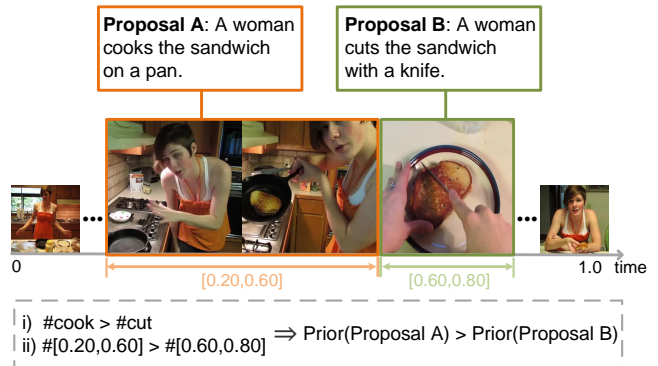 Proposal A: A woman
cooks the sandwich
on a pan.
Proposal B: A woman
cuts the sandwich
with a knife.
0
[0.20,0.60]
[0.60,0.80]
1.0
time
i) #cook > #cut
ii) #[0.20,0.60] > #[0.60,0.80]
⇒ Prior(Proposal A) > Prior(Proposal B)